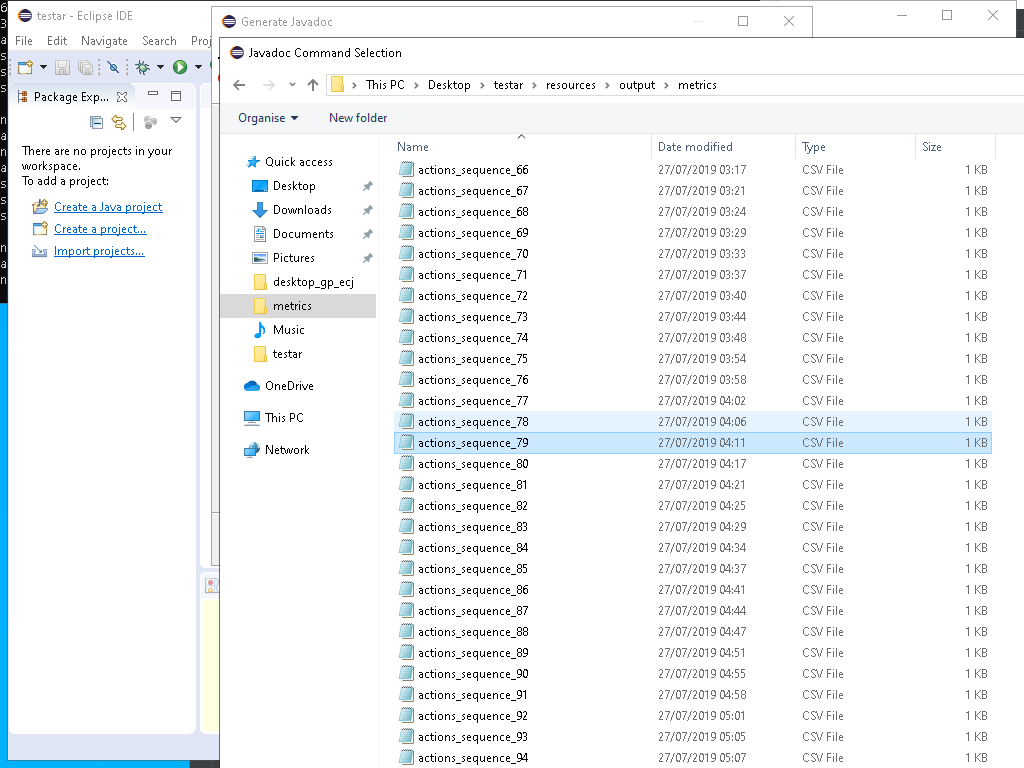 testar - Eclipse IDE
File Edit Navigate Search Proj
Package Exp...
There are no projects in your
workspace.
To add a project:
Create a Java project
Create a project...
Import projects...
Generate Javadoc
Javadoc Command Selection
This PC > Desktop > testar > resources > output > metrics
Organise New folder
Quick access
Desktop
Downloads
Documents
Pictures
desktop_gp_ecj
metrics
Music
testar
OneDrive
This PC
Network
Name Date modified Type Size
actions_sequence_66 27/07/2019 03:17 CSV File 1 KB
actions_sequence_67 27/07/2019 03:21 CSV File 1 KB
actions_sequence_68 27/07/2019 03:24 CSV File 1 KB
actions_sequence_69 27/07/2019 03:29 CSV File 1 KB
actions_sequence_70 27/07/2019 03:33 CSV File 1 KB
actions_sequence_71 27/07/2019 03:37 CSV File 1 KB
actions_sequence_72 27/07/2019 03:40 CSV File 1 KB
actions_sequence_73 27/07/2019 03:44 CSV File 1 KB
actions_sequence_74 27/07/2019 03:48 CSV File 1 KB
actions_sequence_75 27/07/2019 03:54 CSV File 1 KB
actions_sequence_76 27/07/2019 03:58 CSV File 1 KB
actions_sequence_77 27/07/2019 04:02 CSV File 1 KB
actions_sequence_78 27/07/2019 04:06 CSV File 1 KB
actions_sequence_79 27/07/2019 04:11 CSV File 1 KB
actions_sequence_80 27/07/2019 04:17 CSV File 1 KB
actions_sequence_81 27/07/2019 04:21 CSV File 1 KB
actions_sequence_82 27/07/2019 04:25 CSV File 1 KB
actions_sequence_83 27/07/2019 04:29 CSV File 1 KB
actions_sequence_84 27/07/2019 04:34 CSV File 1 KB
actions_sequence_85 27/07/2019 04:37 CSV File 1 KB
actions_sequence_86 27/07/2019 04:41 CSV File 1 KB
actions_sequence_87 27/07/2019 04:44 CSV File 1 KB
actions_sequence_88 27/07/2019 04:47 CSV File 1 KB
actions_sequence_89 27/07/2019 04:51 CSV File 1 KB
actions_sequence_90 27/07/2019 04:55 CSV File 1 KB
actions_sequence_91 27/07/2019 04:58 CSV File 1 KB
actions_sequence_92 27/07/2019 05:01 CSV File 1 KB
actions_sequence_93 27/07/2019 05:05 CSV File 1 KB
actions_sequence_94 27/07/2019 05:07 CSV File 1 KB